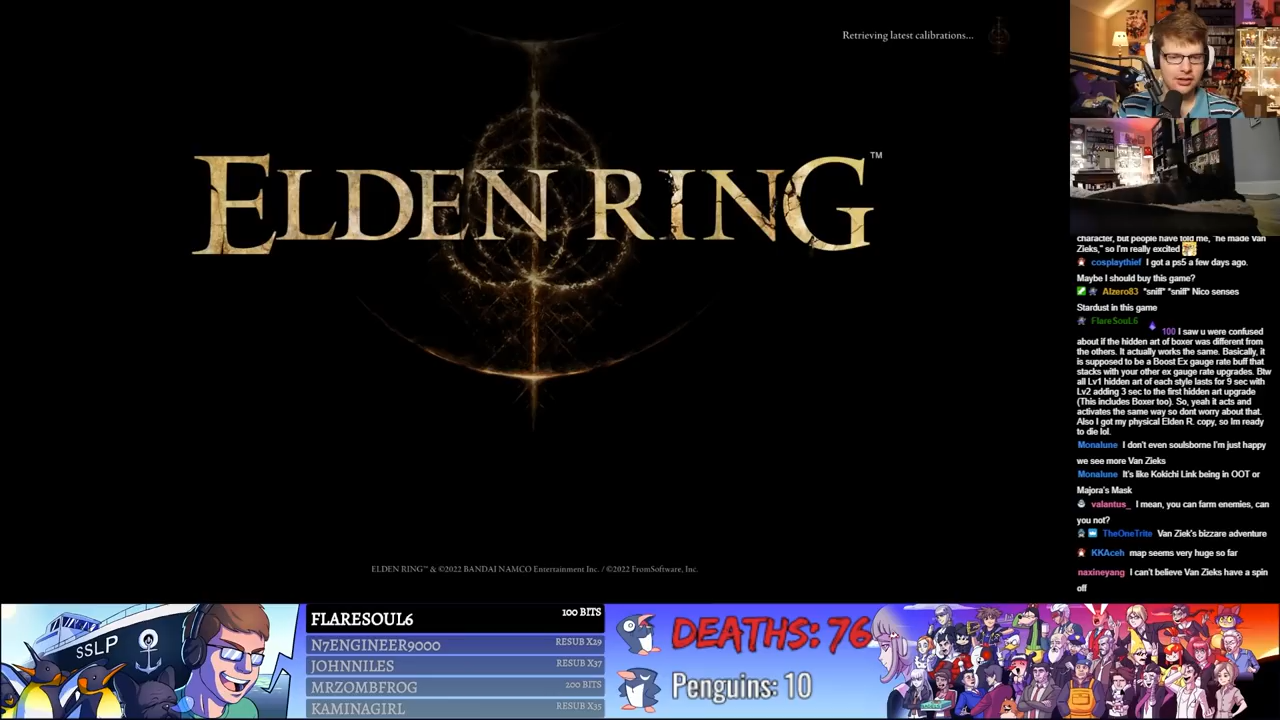 Retrieving latest calibrations...
ELDEN RING™
ELDEN RING™ & ©2022 BANDAI NAMCO Entertainment Inc. / ©2022 FromSoftware, Inc.
character, but people have told me, "he made Van
Zieks," so I'm really excited
cosplaythief I got a ps5 a few days ago.
Maybe I should buy this game?
Alzero83 *sniff* *sniff* Nico senses
Stardust in this game
FlareSouL6
100 I saw u were confused
about if the hidden art of boxer was different from
the others. It actually works the same. Basically, it
is supposed to be a Boost Ex gauge rate buff that
stacks with your other ex gauge rate upgrades. Btw
all Lv1 hidden art of each style lasts for 9 sec with
Lv2 adding 3 sec to the first hidden art upgrade
(This includes Boxer too). So, yeah it acts and
activates the same way so dont worry about that.
Also I got my physical Elden R. copy, so Im ready
to die lol.
Monalune I don't even soulsborne I'm just happy
we see more Van Zieks
Monalune It's like Kokichi Link being in OOT or
Majora's Mask
valantus_ I mean, you can farm enemies, can
you not?
TheOneTrite Van Ziek's bizzare adventure
KKAceh map seems very huge so far
naxineyang I can't believe Van Zieks have a spin
off
SSLP
FLARESOUL6 100 BITS
N7ENGINEER9000 RESUB X29
JOHNNILES RESUB X37
MRZOMBFROG 200 BITS
KAMINAGIRL RESUB X35
DEATHS: 76
Penguins: 10